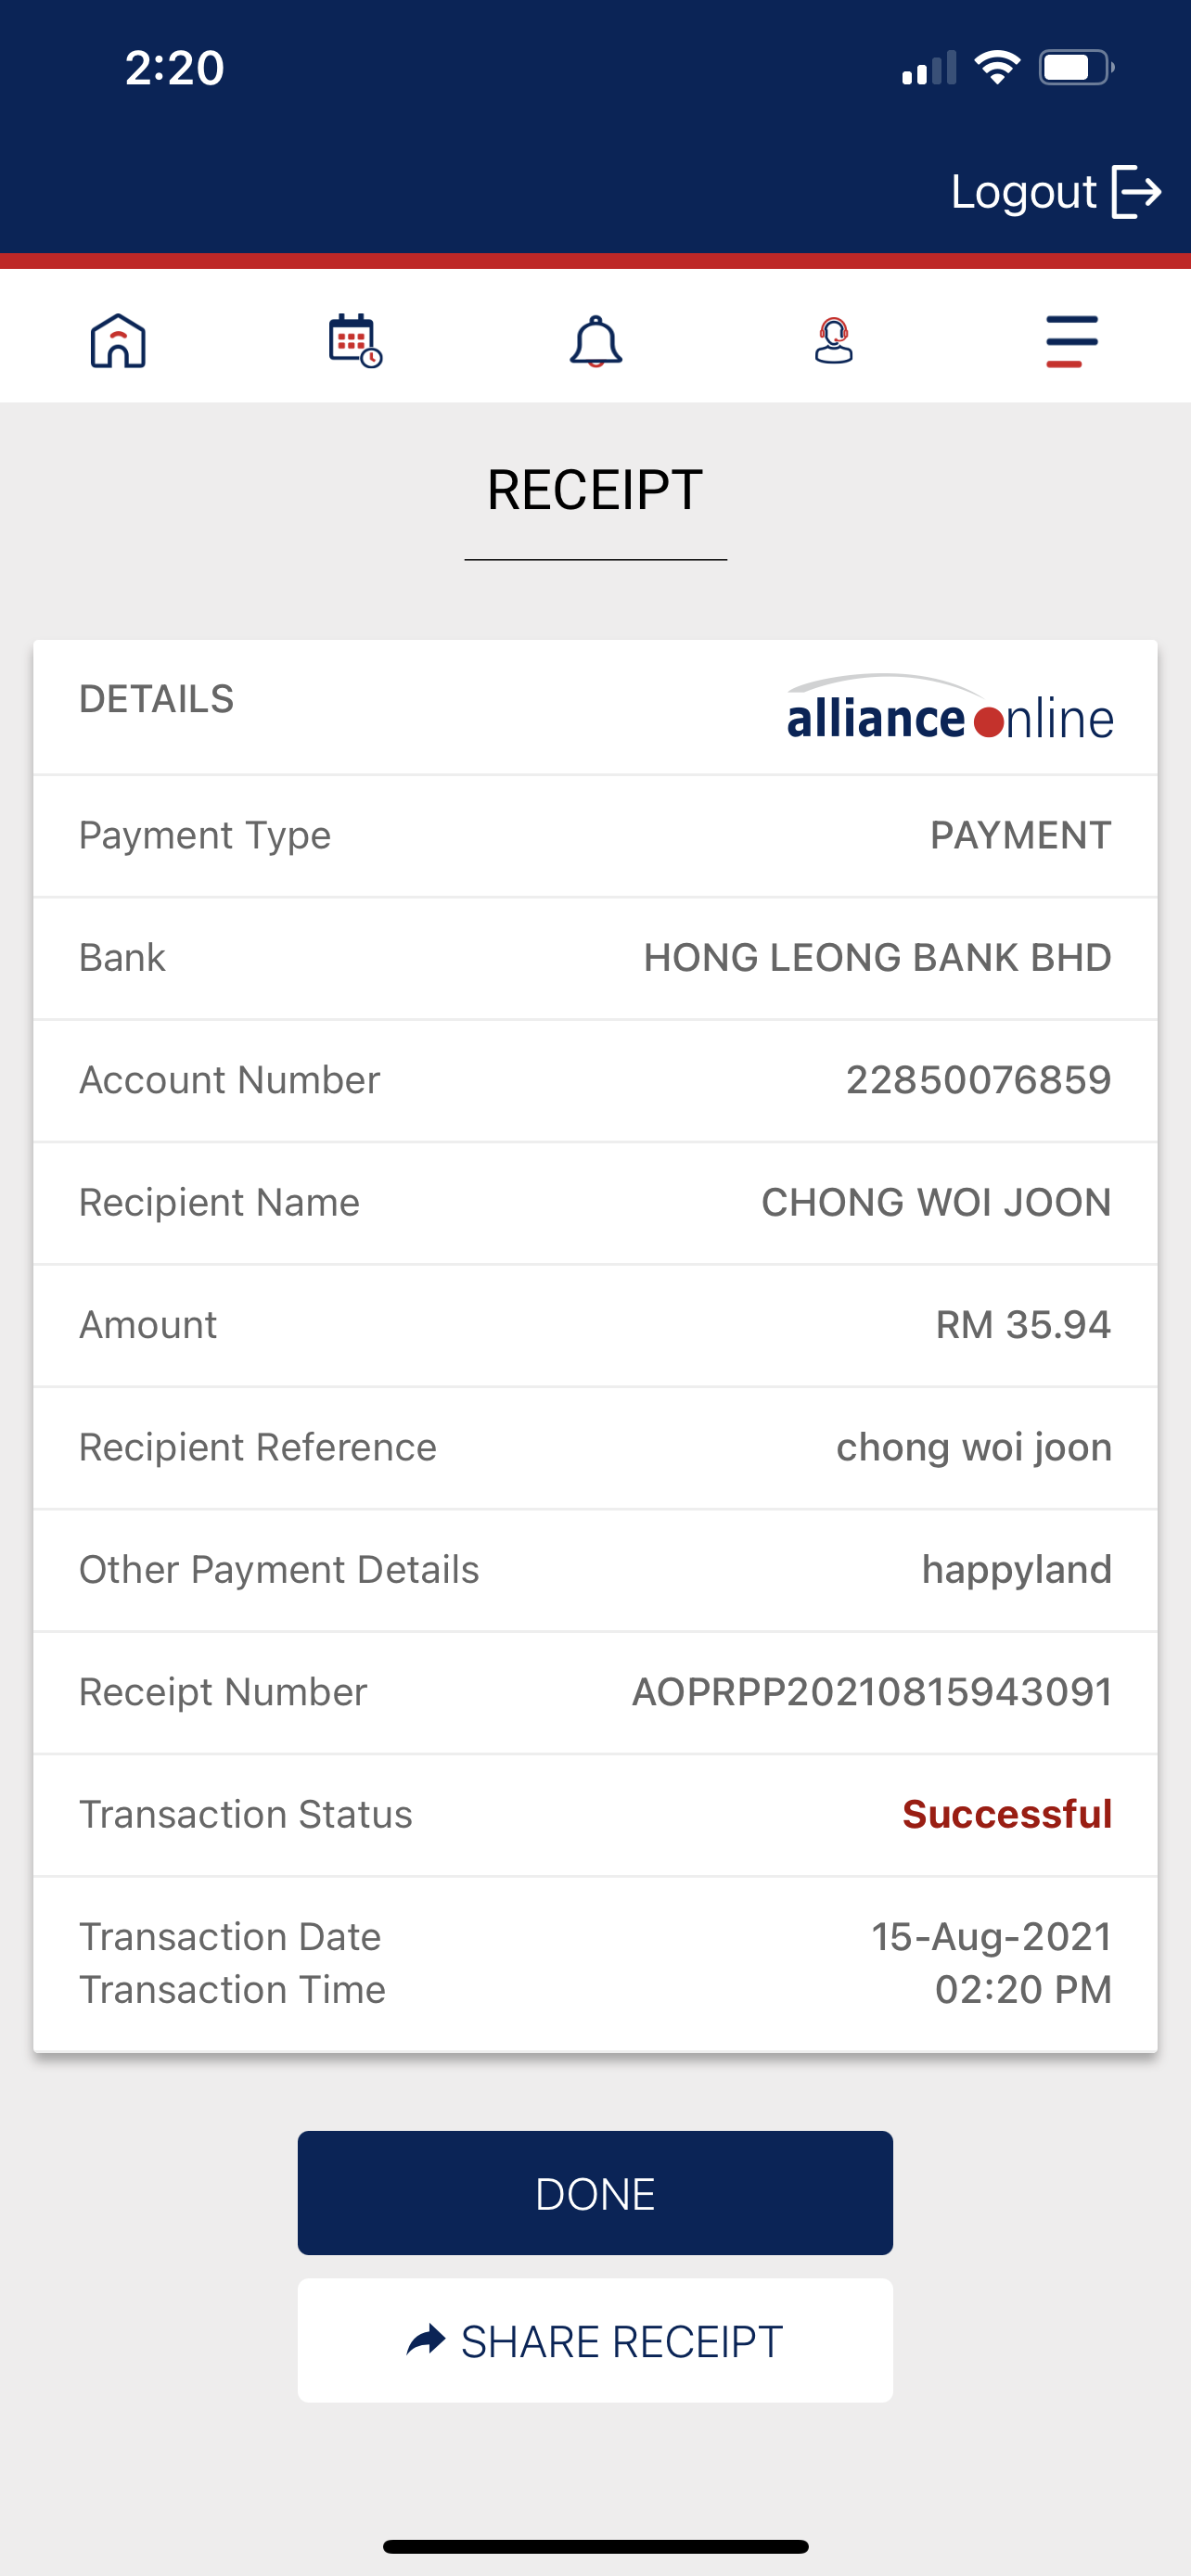 2:20
Logout
RECEIPT
DETAILS
alliance online
Payment Type PAYMENT
Bank HONG LEONG BANK BHD
Account Number 22850076859
Recipient Name CHONG WOI JOON
Amount RM 35.94
Recipient Reference chong woi joon
Other Payment Details happyland
Receipt Number AOPRPP20210815943091
Transaction Status Successful
Transaction Date 15-Aug-2021
Transaction Time 02:20 PM
DONE
SHARE RECEIPT